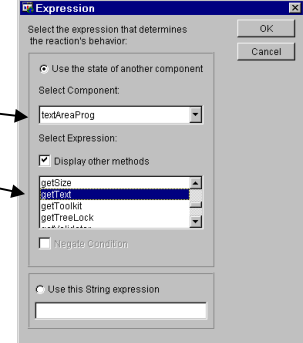 Expression
Select the expression that determines
the reaction's behavior:
OK
Cancel
Use the state of another component
Select Component:
textAreaProg
Select Expression:
Display other methods
getSize
getText
getToolkit
getTreeLock
getValidator
Negate Condition
Use this String expression